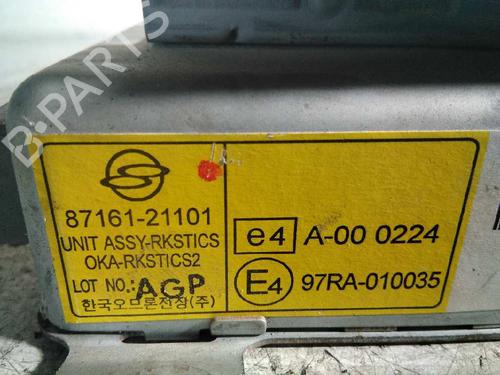 B-PARTS
87161-21101
UNIT ASSY-RKSTICS
OKA-RKSTICS2
LOT NO.: AGP
한국오므론전장(주)
e4 A-00 0224
E4 97RA-010035